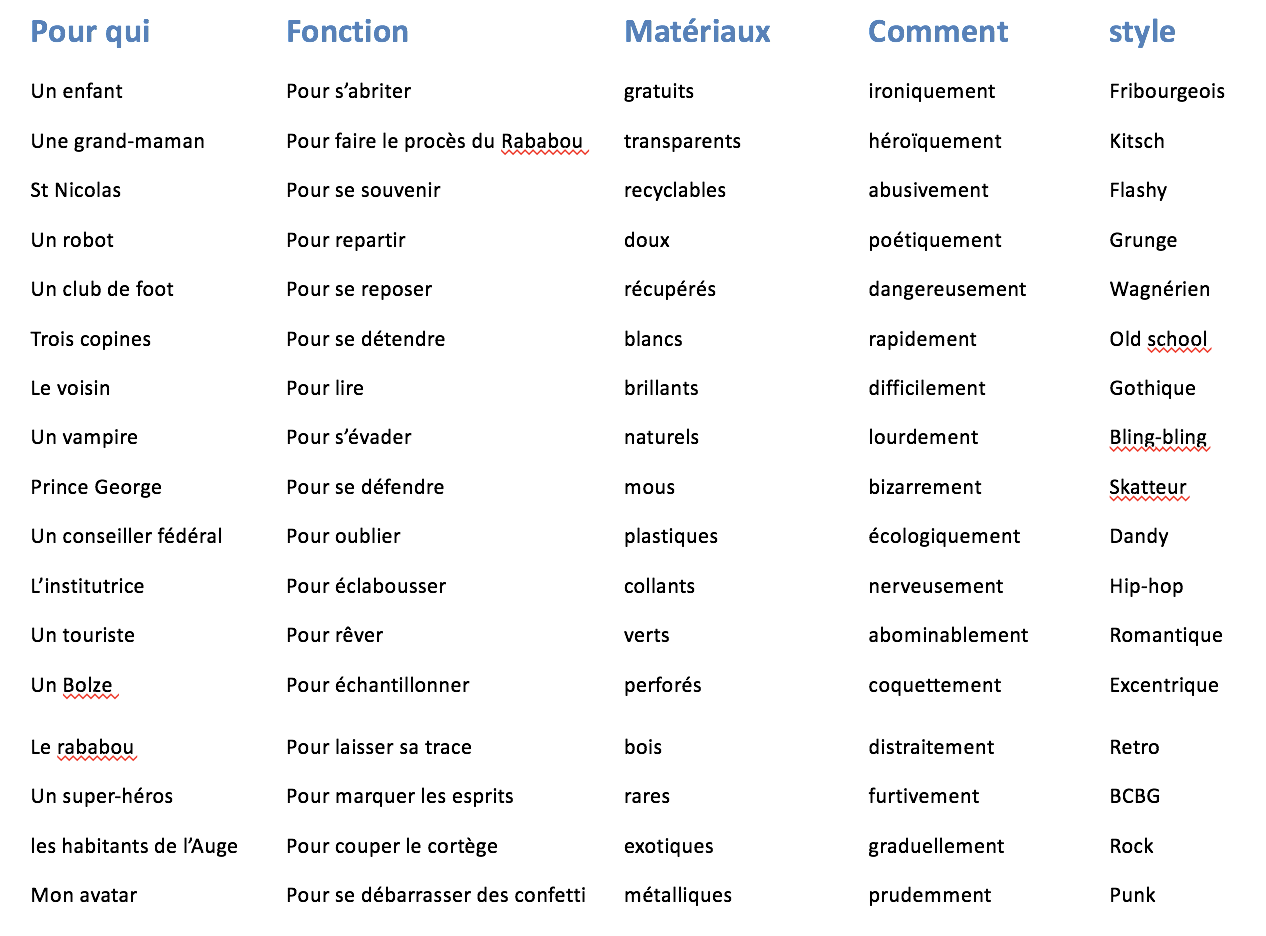 Pour qui Fonction Matériaux Comment style
Un enfant Pour s’abriter gratuits ironiquement Fribourgeois
Une grand-maman Pour faire le procès du Rababou transparents héroïquement Kitsch
St Nicolas Pour se souvenir recyclables abusivement Flashy
Un robot Pour repartir doux poétiquement Grunge
Un club de foot Pour se reposer récupérés dangereusement Wagnérien
Trois copines Pour se détendre blancs rapidement Old school
Le voisin Pour lire brillants difficilement Gothique
Un vampire Pour s’évader naturels lourdement Bling-bling
Prince George Pour se défendre mous bizarrement Skatteur
Un conseiller fédéral Pour oublier plastiques écologiquement Dandy
L’institutrice Pour éclabousser collants nerveusement Hip-hop
Un touriste Pour rêver verts abominablement Romantique
Un Bolze Pour échantillonner perforés coquettement Excentrique
Le rababou Pour laisser sa trace bois distraitement Retro
Un super-héros Pour marquer les esprits rares furtivement BCBG
les habitants de l’Auge Pour couper le cortège exotiques graduellement Rock
Mon avatar Pour se débarrasser des confetti métalliques prudemment Punk